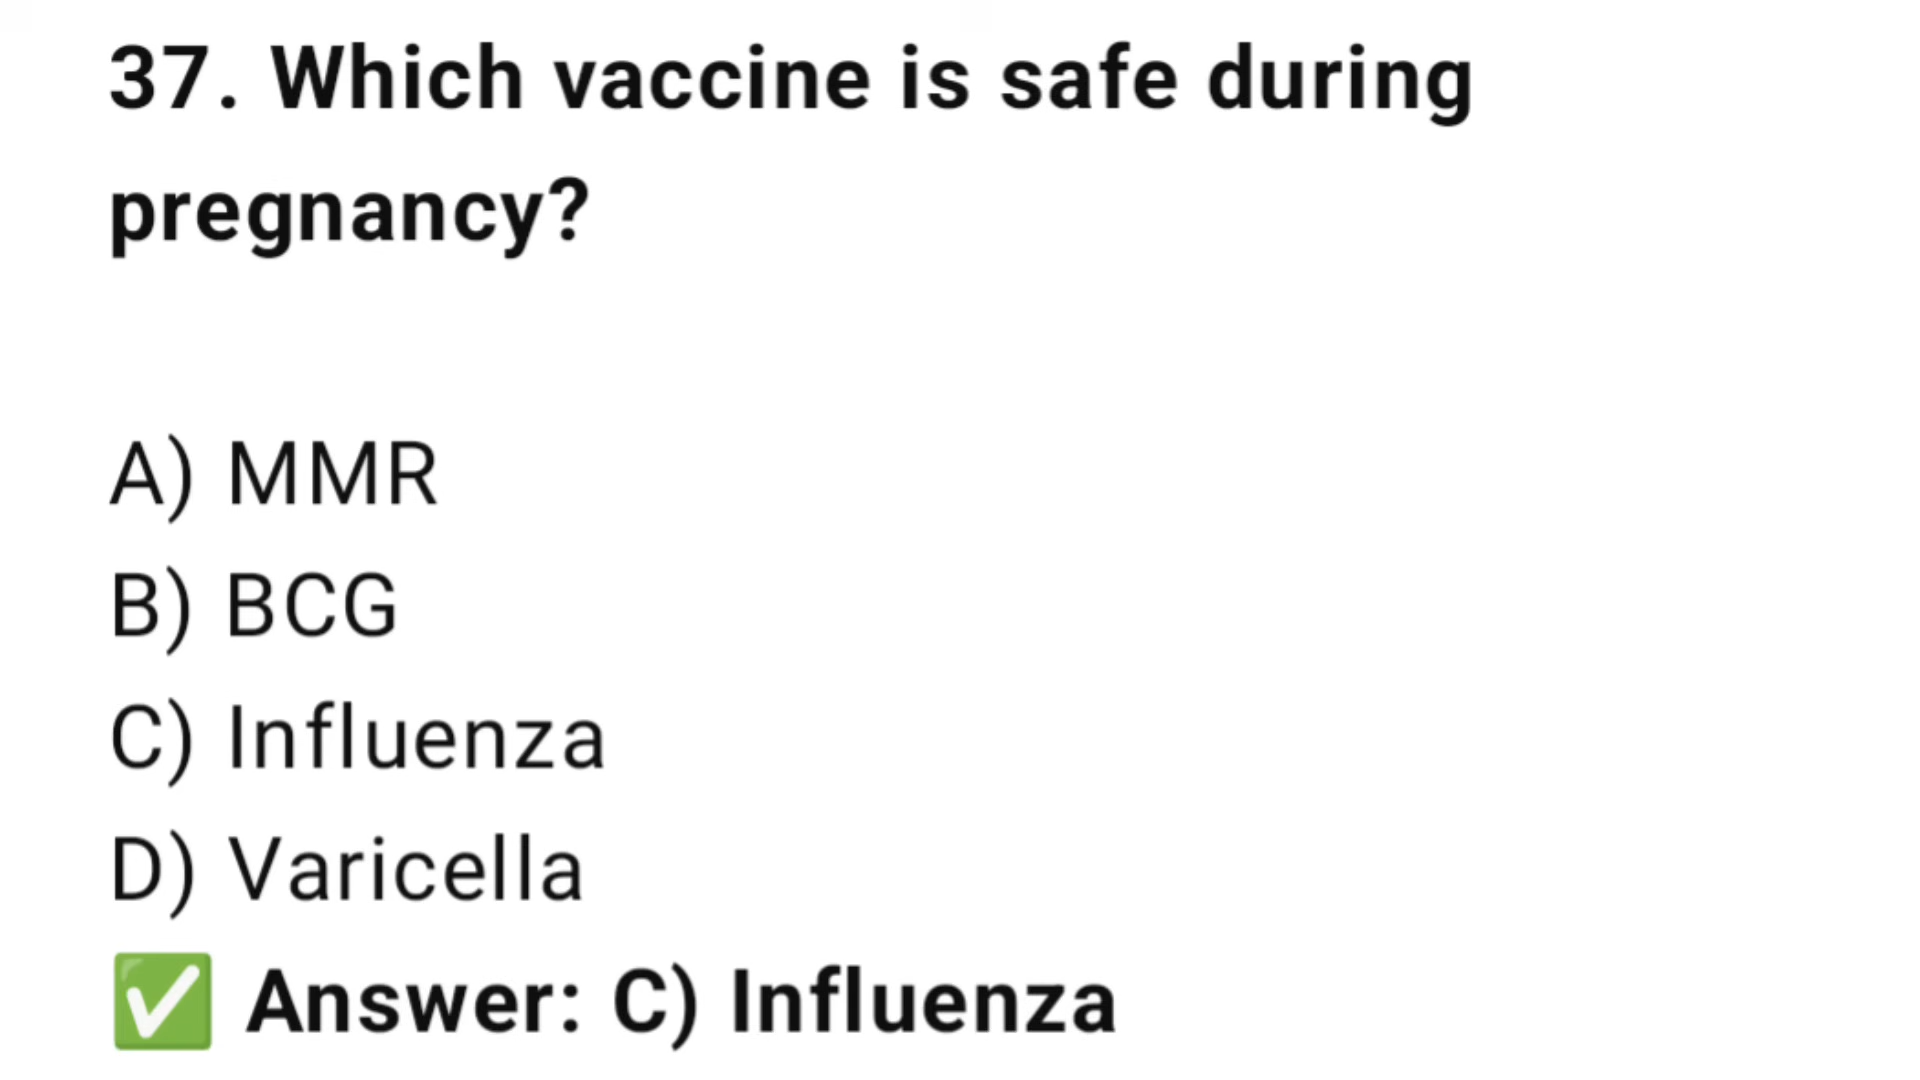 37. Which vaccine is safe during
pregnancy?
A) MMR
B) BCG
C) Influenza
D) Varicella
✅ Answer: C) Influenza